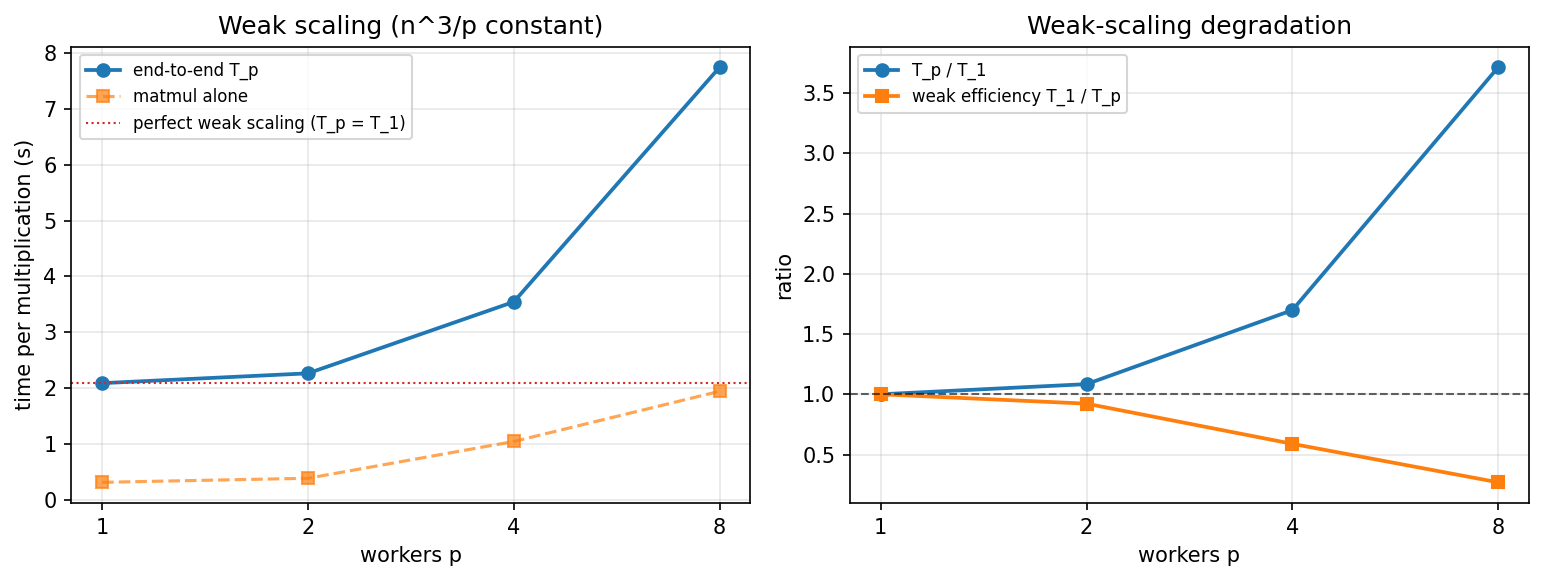 Weak scaling (n^3/p constant)
end-to-end T_p
matmul alone
perfect weak scaling (T_p = T_1)
time per multiplication (s)
8
7
6
5
4
3
2
1
0
1 2 4 8
workers p
Weak-scaling degradation
T_p / T_1
weak efficiency T_1 / T_p
ratio
3.5
3.0
2.5
2.0
1.5
1.0
0.5
1 2 4 8
workers p